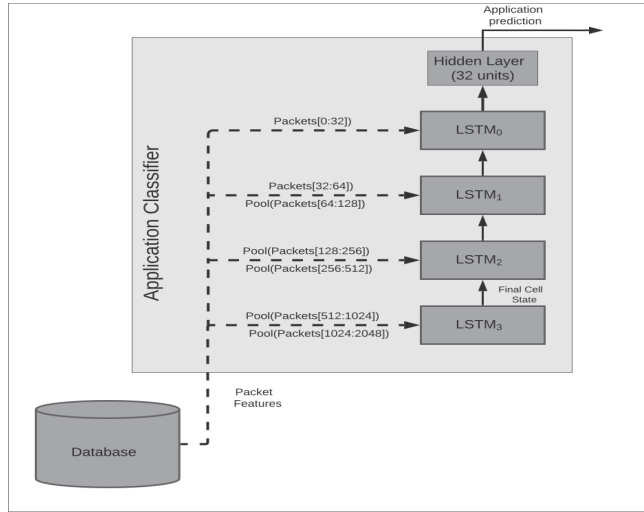 Application
prediction
Hidden Layer
(32 units)
Packets[0:32])
LSTM₀
Packets[32:64])
Pool(Packets[64:128])
LSTM₁
Pool(Packets[128:256])
Pool(Packets[256:512])
LSTM₂
Final Cell
State
Pool(Packets[512:1024])
Pool(Packets[1024:2048])
LSTM₃
Application Classifier
Packet
Features
Database